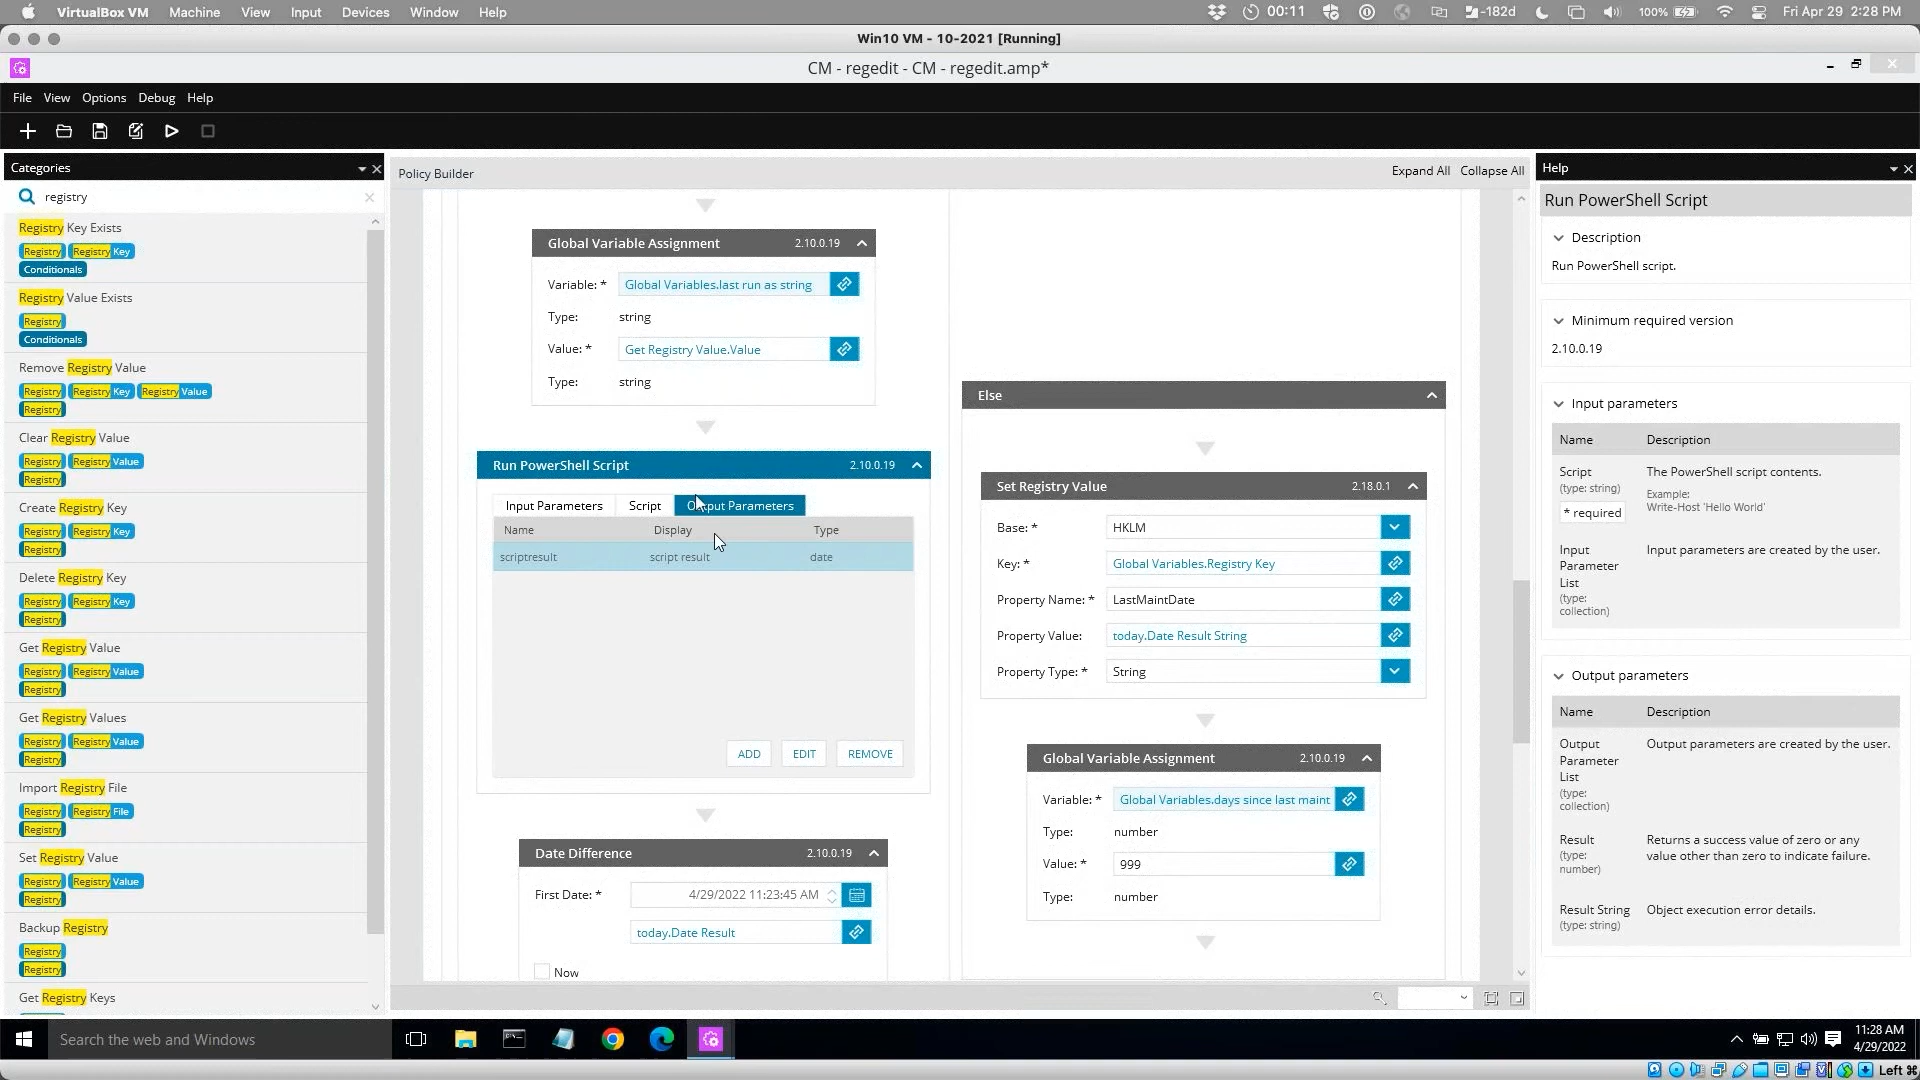 VirtualBox VM Machine View Input Devices Window Help 00:11 -182d 100% Fri Apr 29 2:28 PM
Win10 VM - 10-2021 [Running]
CM - regedit - CM - regedit.amp*
File View Options Debug Help
Categories
registry
Registry Key Exists
Registry Registry Key
Conditionals
Registry Value Exists
Registry
Conditionals
Remove Registry Value
Registry Registry Key Registry Value
Registry
Clear Registry Value
Registry Registry Value
Registry
Create Registry Key
Registry Registry Key
Registry
Delete Registry Key
Registry Registry Key
Registry
Get Registry Value
Registry Registry Value
Registry
Get Registry Values
Registry Registry Value
Registry
Import Registry File
Registry Registry File
Registry
Set Registry Value
Registry Registry Value
Registry
Backup Registry
Registry
Registry
Get Registry Keys
Policy Builder Expand All Collapse All
Global Variable Assignment 2.10.0.19
Variable: * Global Variables.last run as string
Type: string
Value: * Get Registry Value.Value
Type: string
Run PowerShell Script 2.10.0.19
Input Parameters Script Output Parameters
Name Display Type
scriptresult script result date
ADD EDIT REMOVE
Date Difference 2.10.0.19
First Date: * 4/29/2022 11:23:45 AM
today.Date Result
Now
Else
Set Registry Value 2.18.0.1
Base: * HKLM
Key: * Global Variables.Registry Key
Property Name: * LastMaintDate
Property Value: today.Date Result String
Property Type: * String
Global Variable Assignment 2.10.0.19
Variable: * Global Variables.days since last maint
Type: number
Value: * 999
Type: number
Help
Run PowerShell Script
Description
Run PowerShell script.
Minimum required version
2.10.0.19
Input parameters
Name Description
Script The PowerShell script contents.
(type: string) Example:
* required Write-Host 'Hello World'
Input Input parameters are created by the user.
Parameter
List
(type:
collection)
Output parameters
Name Description
Output Output parameters are created by the user.
Parameter
List
(type:
collection)
Result Returns a success value of zero or any
(type: value other than zero to indicate failure.
number)
Result String Object execution error details.
(type: string)
Search the web and Windows
11:28 AM
4/29/2022
Left ⌘